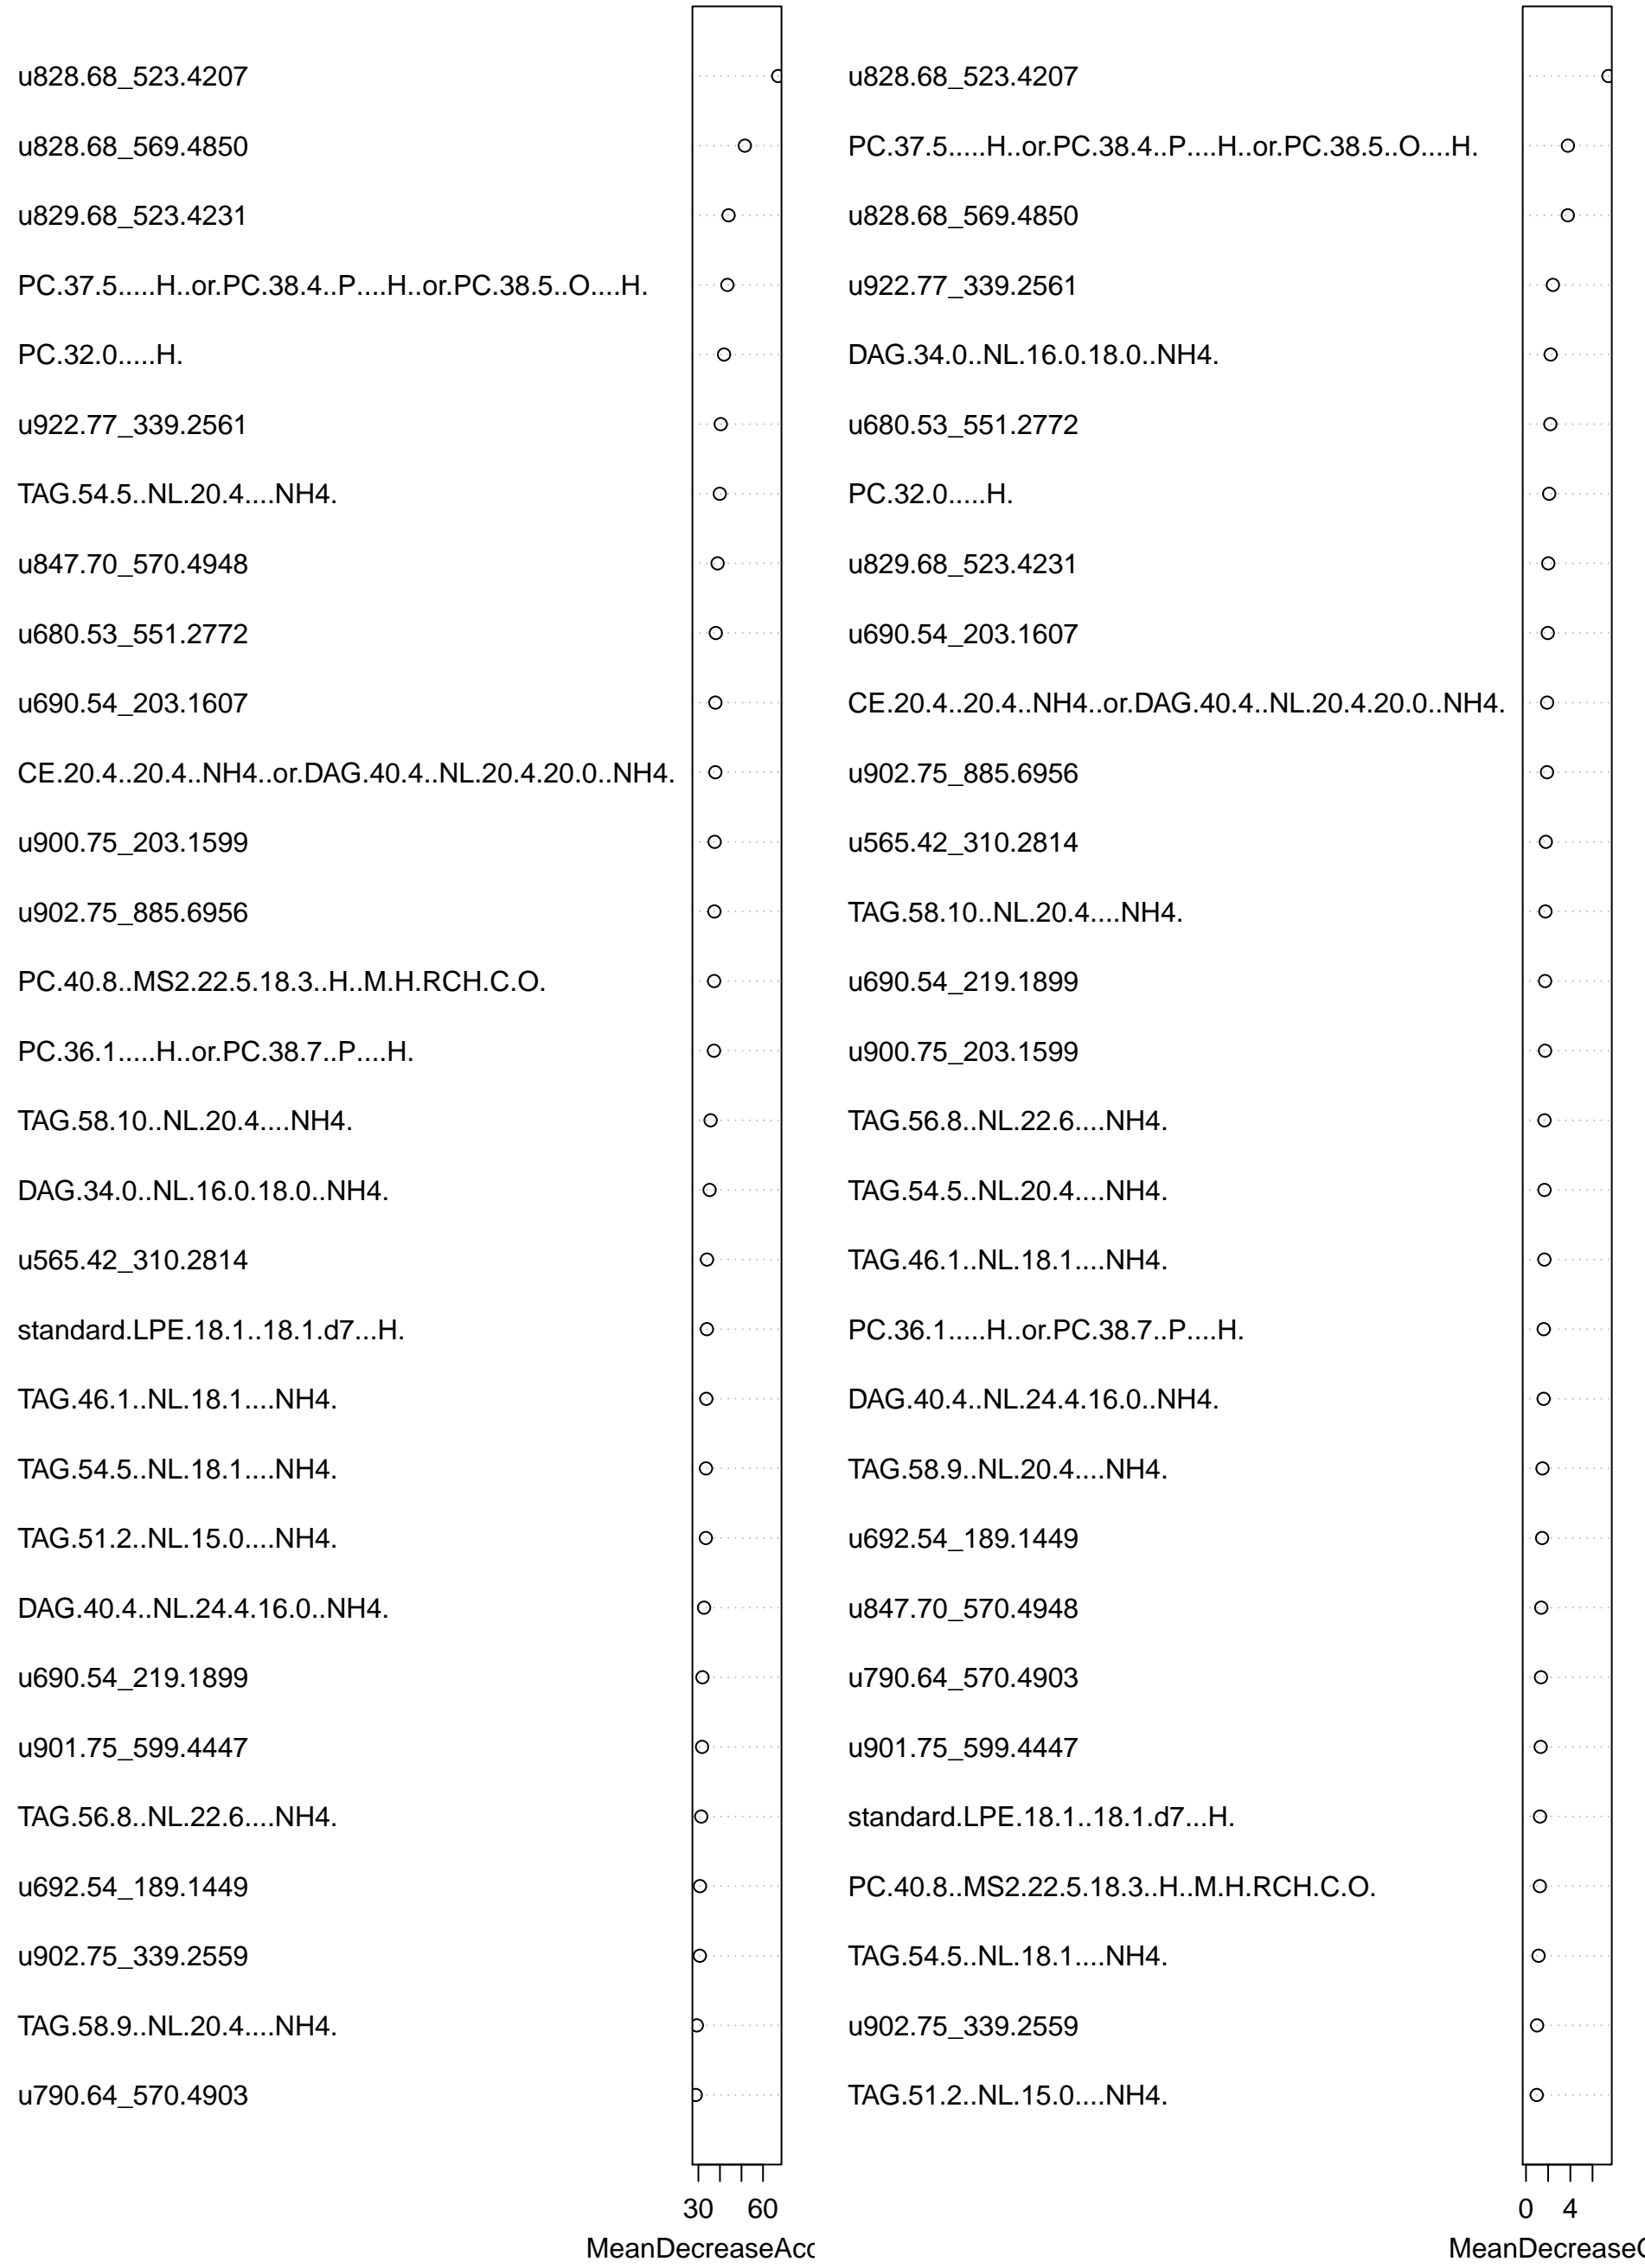 u828.68_523.4207
u828.68_569.4850
u829.68_523.4231
PC.37.5.....H..or.PC.38.4..P....H..or.PC.38.5..O....H.
PC.32.0.....H.
u922.77_339.2561
TAG.54.5..NL.20.4....NH4.
u847.70_570.4948
u680.53_551.2772
u690.54_203.1607
CE.20.4..20.4..NH4..or.DAG.40.4..NL.20.4.20.0..NH4.
u900.75_203.1599
u902.75_885.6956
PC.40.8..MS2.22.5.18.3..H..M.H.RCH.C.O.
PC.36.1.....H..or.PC.38.7..P....H.
TAG.58.10..NL.20.4....NH4.
DAG.34.0..NL.16.0.18.0..NH4.
u565.42_310.2814
standard.LPE.18.1..18.1.d7...H.
TAG.46.1..NL.18.1....NH4.
TAG.54.5..NL.18.1....NH4.
TAG.51.2..NL.15.0....NH4.
DAG.40.4..NL.24.4.16.0..NH4.
u690.54_219.1899
u901.75_599.4447
TAG.56.8..NL.22.6....NH4.
u692.54_189.1449
u902.75_339.2559
TAG.58.9..NL.20.4....NH4.
u790.64_570.4903
30 60
MeanDecreaseAcc
u828.68_523.4207
PC.37.5.....H..or.PC.38.4..P....H..or.PC.38.5..O....H.
u828.68_569.4850
u922.77_339.2561
DAG.34.0..NL.16.0.18.0..NH4.
u680.53_551.2772
PC.32.0.....H.
u829.68_523.4231
u690.54_203.1607
CE.20.4..20.4..NH4..or.DAG.40.4..NL.20.4.20.0..NH4.
u902.75_885.6956
u565.42_310.2814
TAG.58.10..NL.20.4....NH4.
u690.54_219.1899
u900.75_203.1599
TAG.56.8..NL.22.6....NH4.
TAG.54.5..NL.20.4....NH4.
TAG.46.1..NL.18.1....NH4.
PC.36.1.....H..or.PC.38.7..P....H.
DAG.40.4..NL.24.4.16.0..NH4.
TAG.58.9..NL.20.4....NH4.
u692.54_189.1449
u847.70_570.4948
u790.64_570.4903
u901.75_599.4447
standard.LPE.18.1..18.1.d7...H.
PC.40.8..MS2.22.5.18.3..H..M.H.RCH.C.O.
TAG.54.5..NL.18.1....NH4.
u902.75_339.2559
TAG.51.2..NL.15.0....NH4.
0 4
MeanDecreaseG